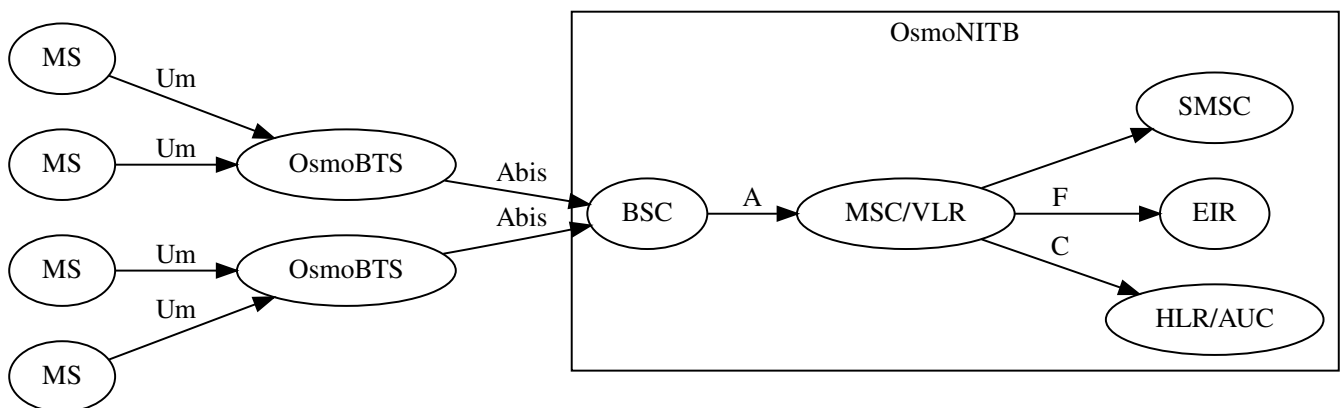 OsmoNITB
MS
Um
SMSC
MS
Um
OsmoBTS
Abis
BSC
A
MSC/VLR
F
EIR
Abis
C
MS
Um
OsmoBTS
Um
HLR/AUC
MS